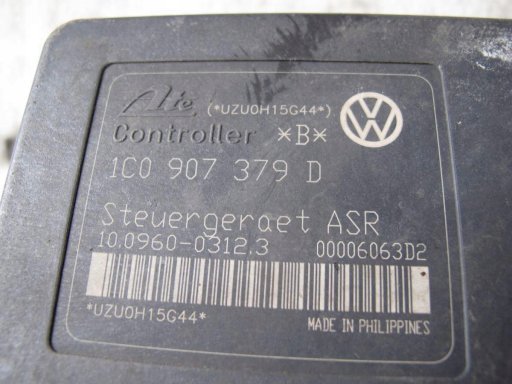 Ate (*UZU0H15G44*)
Controller *B*
1C0 907 379 D
Steuergeraet ASR
10.0960-0312.3 00006063D2
*UZU0H15G44*
MADE IN PHILIPPINES